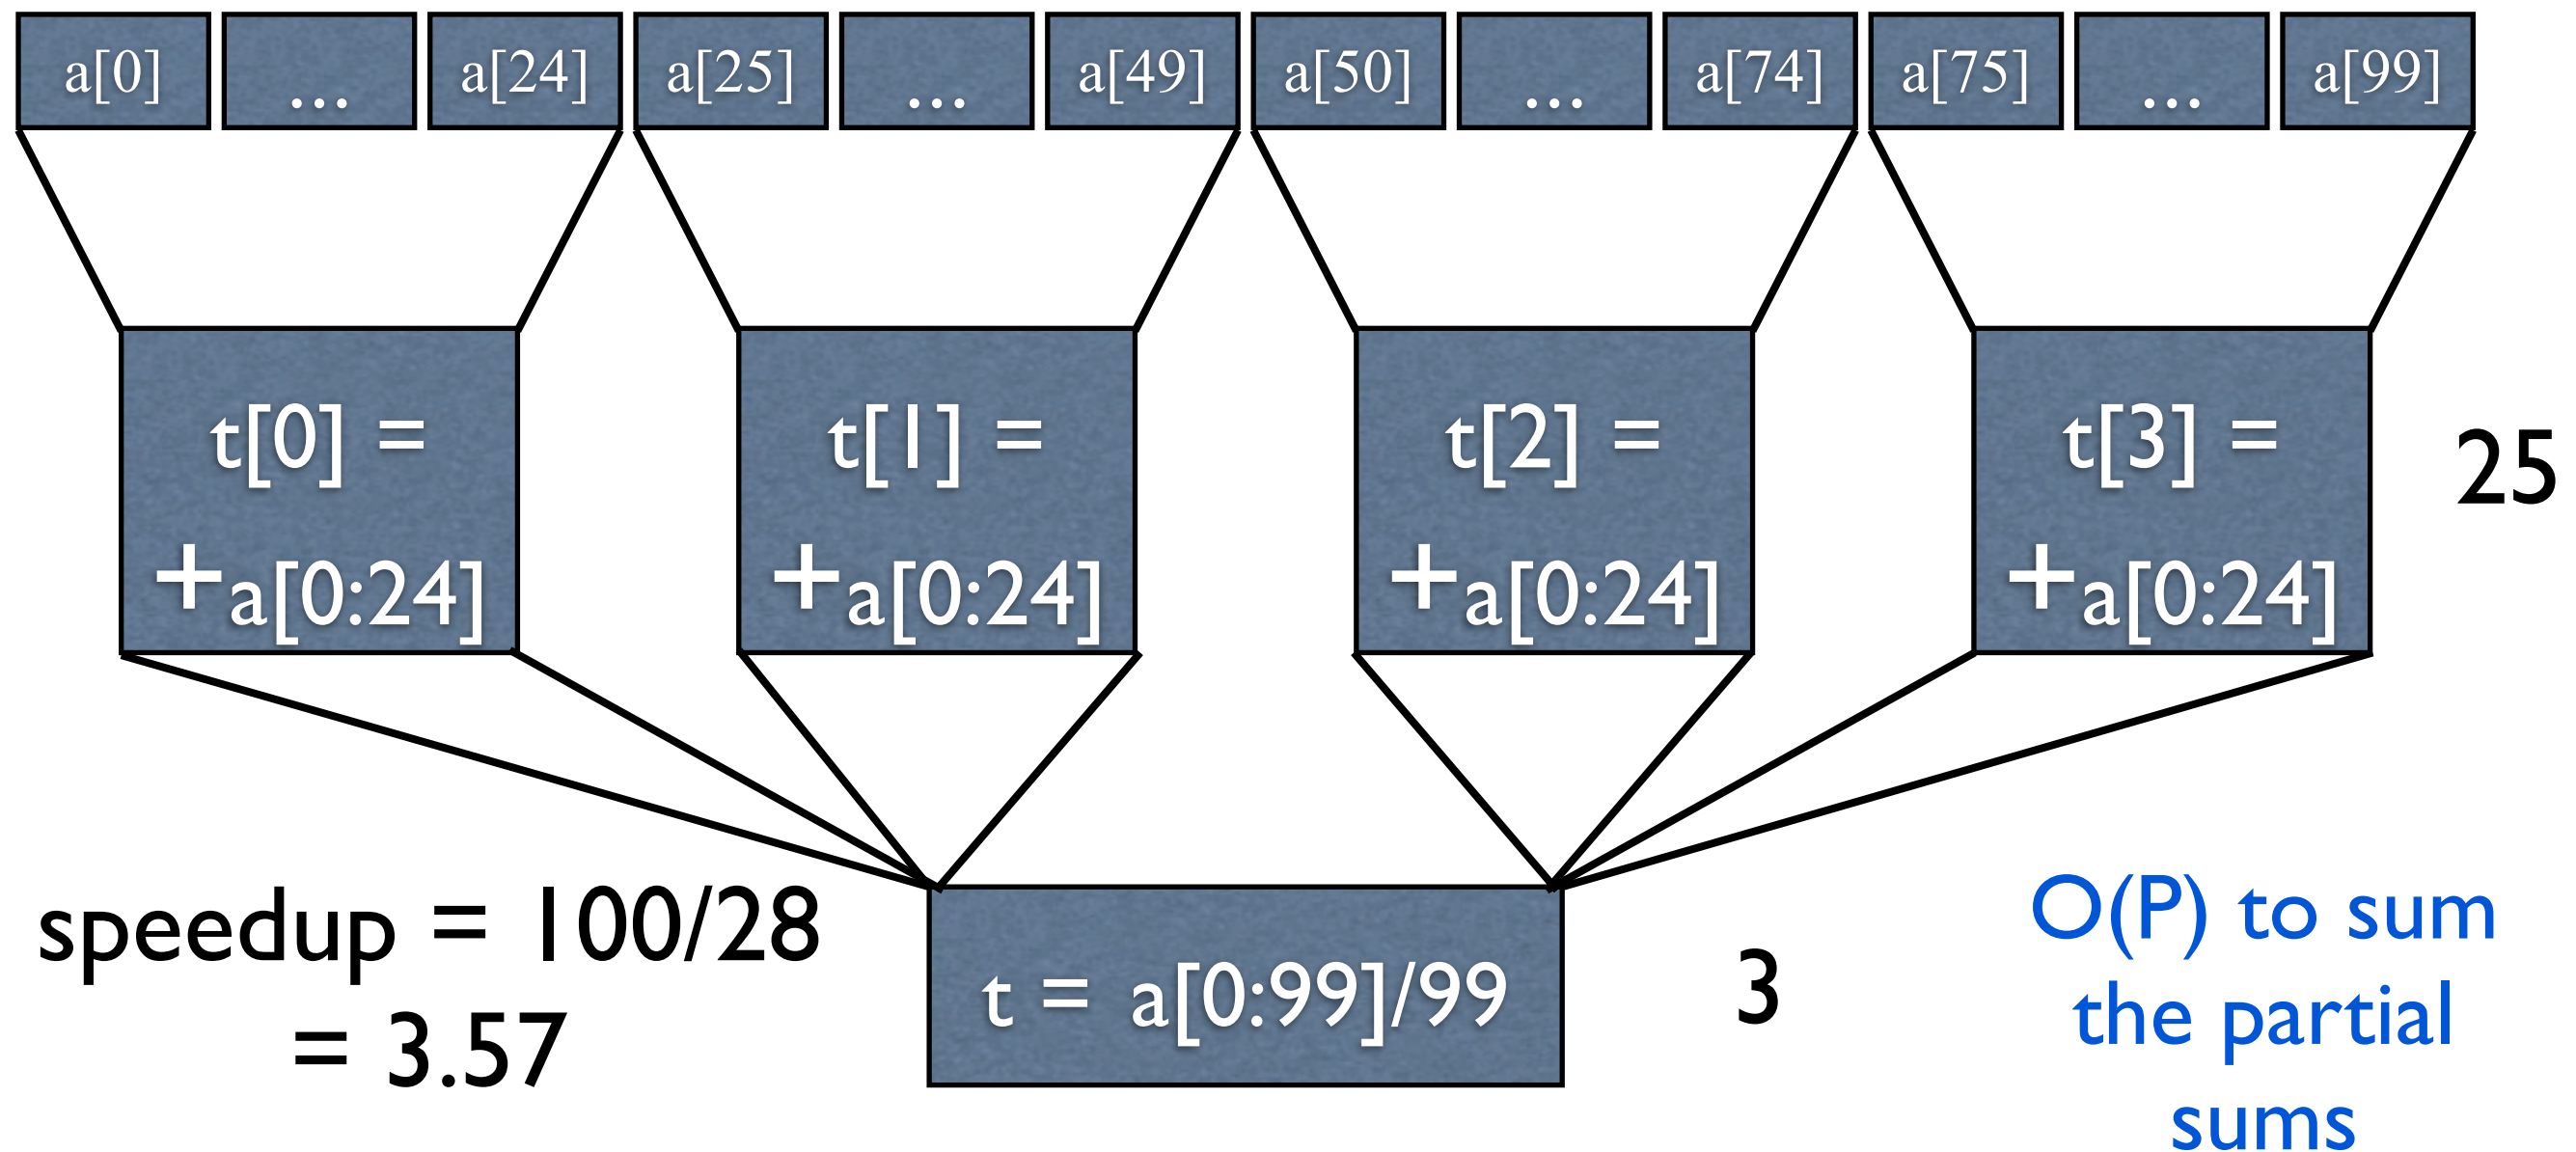 a[0] ... a[24] a[25] ... a[49] a[50] ... a[74] a[75] ... a[99]
t[0] = t[1] = t[2] = t[3] =
+a[0:24] +a[0:24] +a[0:24] +a[0:24]
25
speedup = 100/28
= 3.57
t = a[0:99]/99
3
O(P) to sum
the partial
sums